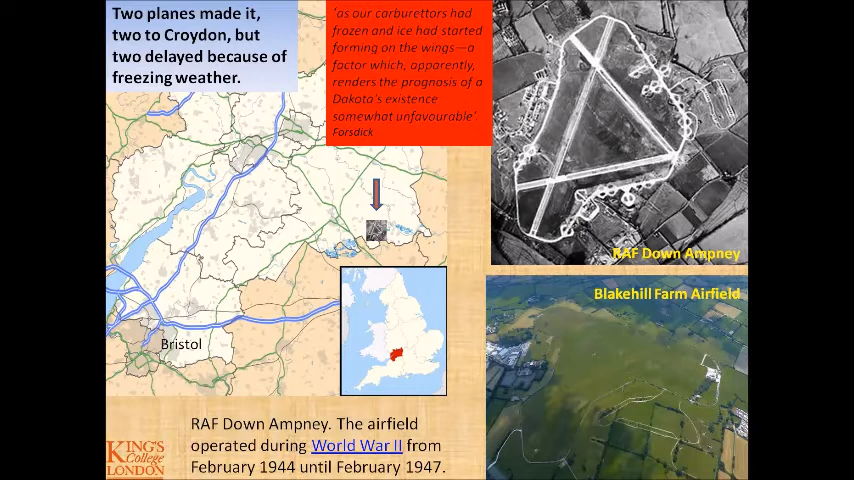 Two planes made it,
two to Croydon, but
two delayed because of
freezing weather.
'as our carburettors had
frozen and ice had started
forming on the wings—a
factor which, apparently,
renders the prognosis of a
Dakota's existence
somewhat unfavourable'
Forsdick
RAF Down Ampney
Blakehill Farm Airfield
Bristol
RAF Down Ampney. The airfield
operated during World War II from
February 1944 until February 1947.
KING'S
College
LONDON